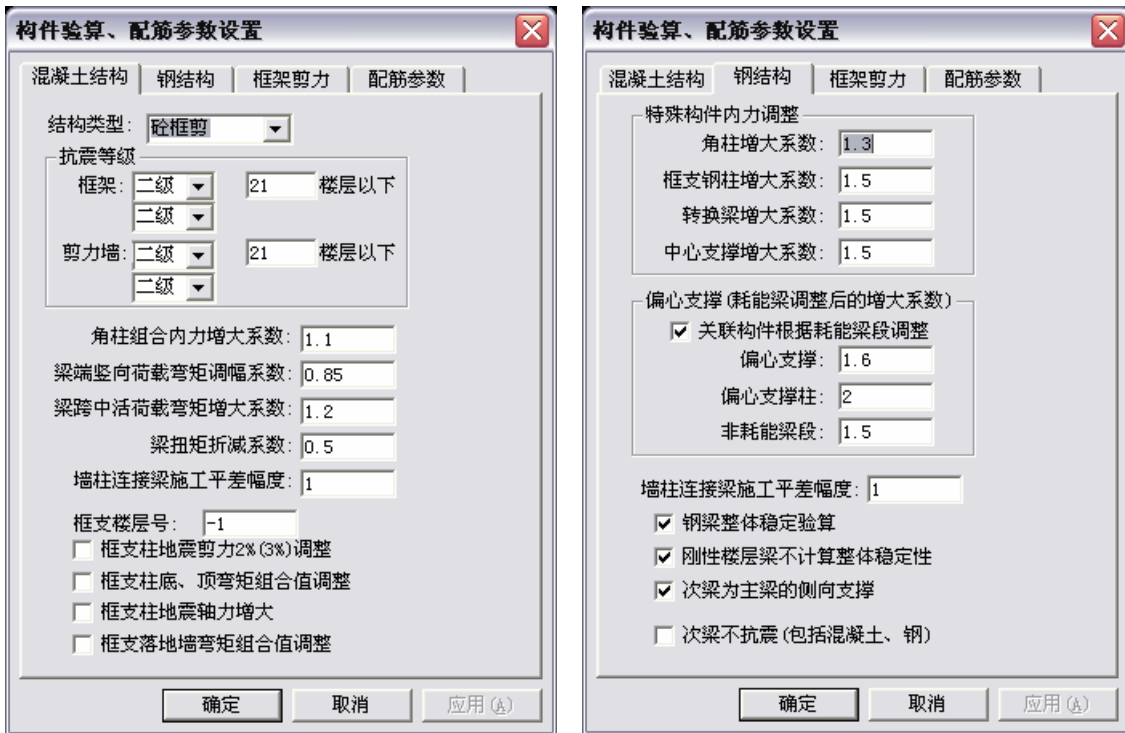 构件验算、配筋参数设置
混凝土结构 钢结构 框架剪力 配筋参数
结构类型: 砼框剪
抗震等级
框架: 二级 21 楼层以下
二级
剪力墙: 二级 21 楼层以下
二级
角柱组合内力增大系数: 1.1
梁端竖向荷载弯矩调幅系数: 0.85
梁跨中活荷载弯矩增大系数: 1.2
梁扭矩折减系数: 0.5
墙柱连接梁施工平差幅度: 1
框支楼层号: -1
框支柱地震剪力2%(3%)调整
框支柱底、顶弯矩组合值调整
框支柱地震轴力增大
框支落地墙弯矩组合值调整
确定 取消 应用(A)
构件验算、配筋参数设置
混凝土结构 钢结构 框架剪力 配筋参数
特殊构件内力调整
角柱增大系数: 1.3
框支钢柱增大系数: 1.5
转换梁增大系数: 1.5
中心支撑增大系数: 1.5
偏心支撑(耗能梁调整后的增大系数)
关联构件根据耗能梁段调整
偏心支撑: 1.6
偏心支撑柱: 2
非耗能梁段: 1.5
墙柱连接梁施工平差幅度: 1
钢梁整体稳定验算
刚性楼层梁不计算整体稳定性
次梁为主梁的侧向支撑
次梁不抗震(包括混凝土、钢)
确定 取消 应用(A)